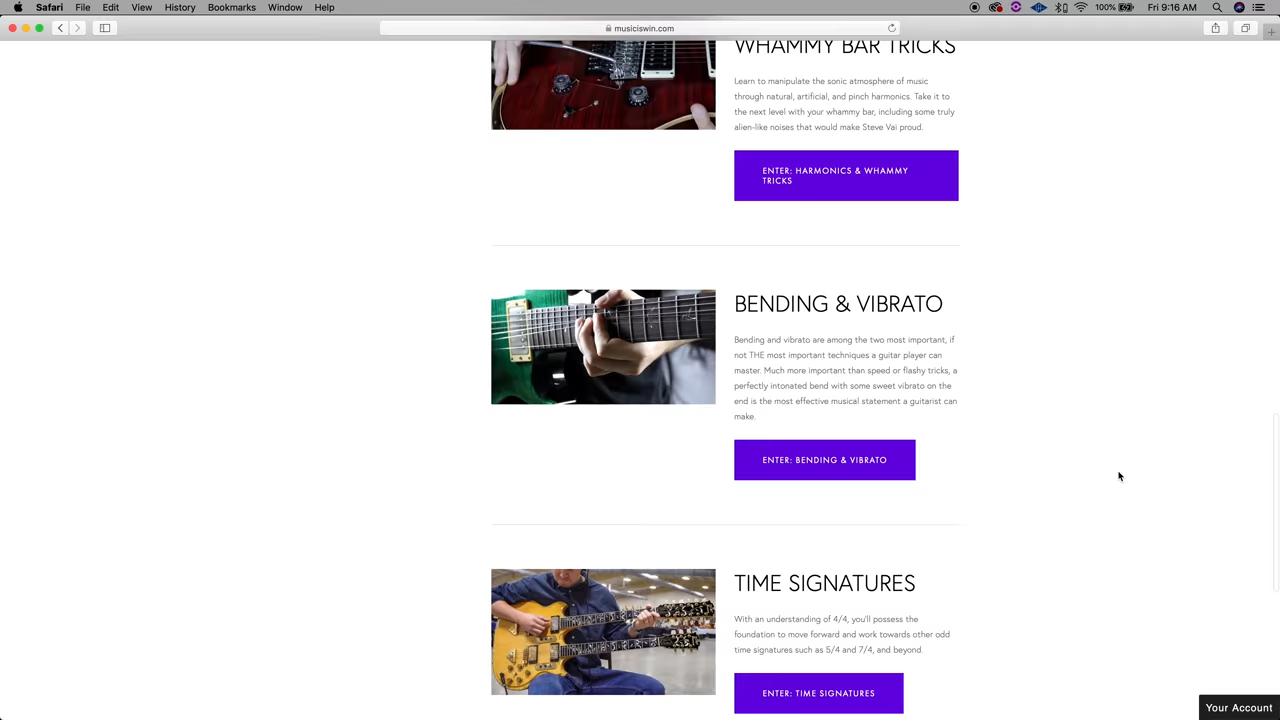 Safari File Edit View History Bookmarks Window Help
Fri 9:16 AM
musiciswin.com
WHAMMY BAR TRICKS
Learn to manipulate the sonic atmosphere of music
through natural, artificial, and pinch harmonics. Take it to
the next level with your whammy bar, including some truly
alien-like noises that would make Steve Vai proud.
ENTER: HARMONICS & WHAMMY
TRICKS
BENDING & VIBRATO
Bending and vibrato are among the two most important, if
not THE most important techniques a guitar player can
master. Much more important than speed or flashy tricks, a
perfectly intonated bend with some sweet vibrato on the
end is the most effective musical statement a guitarist can
make.
ENTER: BENDING & VIBRATO
TIME SIGNATURES
With an understanding of 4/4, you'll possess the
foundation to move forward and work towards other odd
time signatures such as 5/4 and 7/4, and beyond.
ENTER: TIME SIGNATURES
Your Account